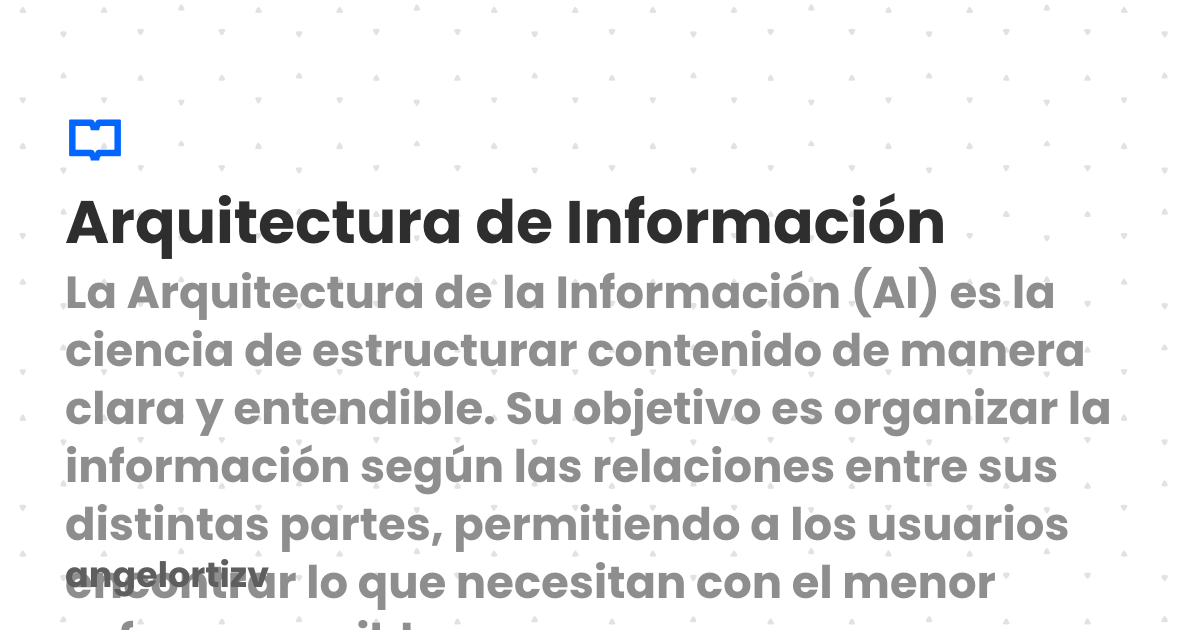 Arquitectura de Información
La Arquitectura de la Información (AI) es la
ciencia de estructurar contenido de manera
clara y entendible. Su objetivo es organizar la
información según las relaciones entre sus
distintas partes, permitiendo a los usuarios
angelortizv
encontrar lo que necesitan con el menor